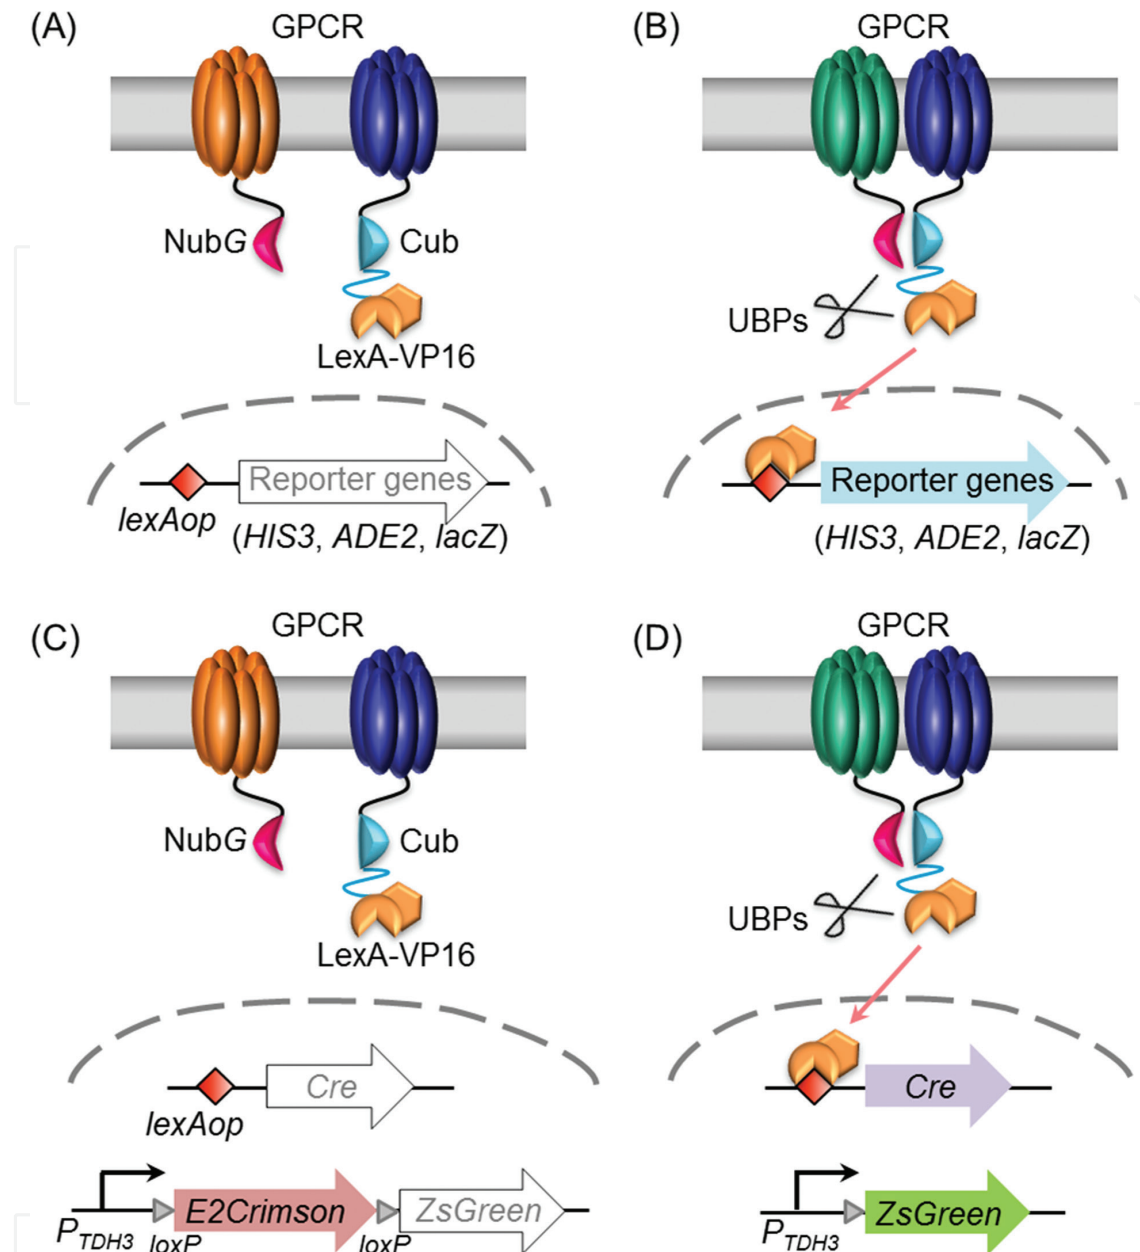 (A)
GPCR
NubG
Cub
LexA-VP16
lexAop
Reporter genes
(HIS3, ADE2, lacZ)
(B)
GPCR
UBPs
Reporter genes
(HIS3, ADE2, lacZ)
(C)
GPCR
NubG
Cub
LexA-VP16
lexAop
Cre
PTDH3
loxP
E2Crimson
loxP
ZsGreen
(D)
GPCR
UBPs
Cre
PTDH3
ZsGreen